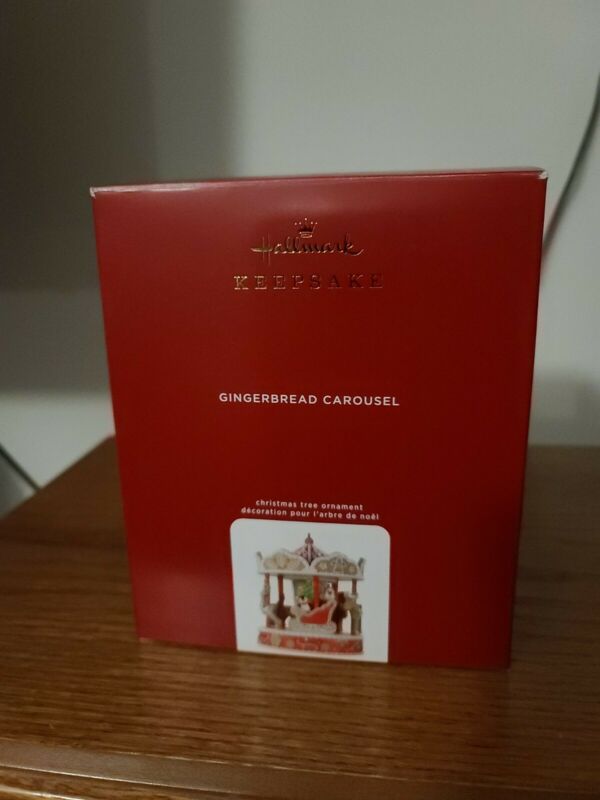 Hallmark
KEEPSAKE
GINGERBREAD CAROUSEL
christmas tree ornament
décoration pour l'arbre de noël